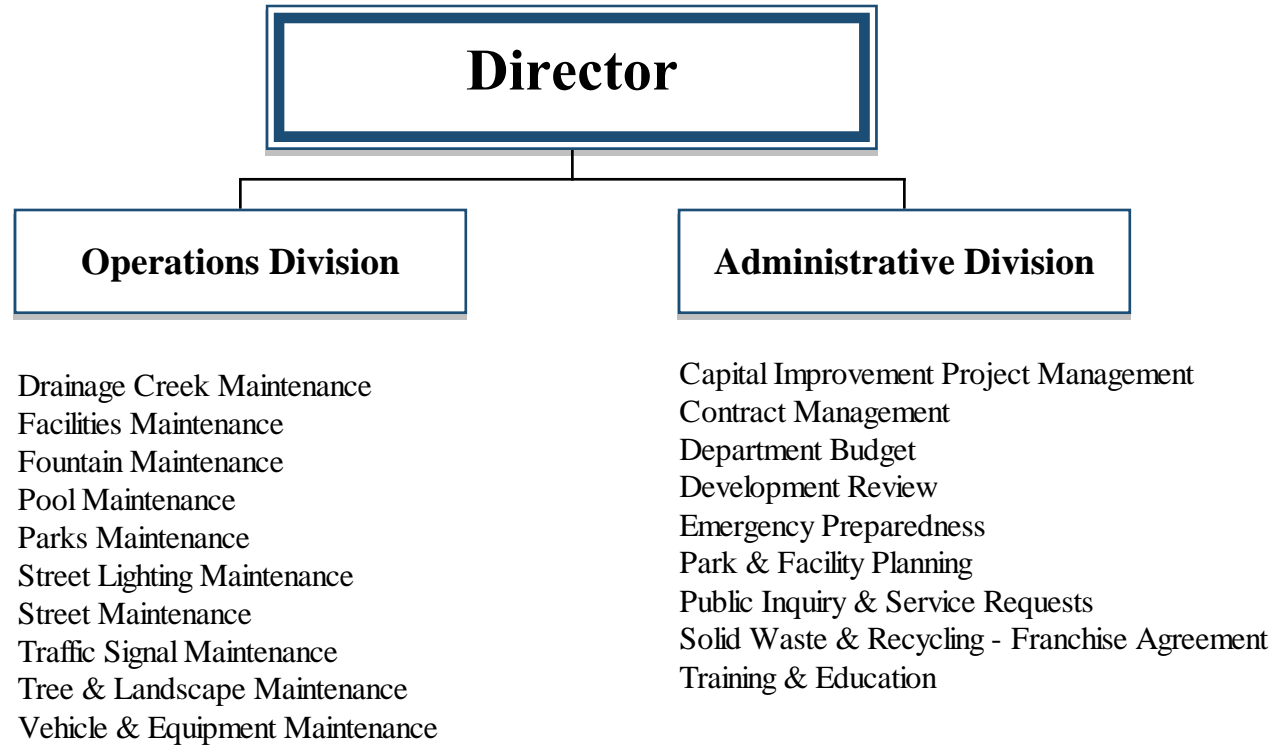 Director
Operations Division
Drainage Creek Maintenance
Facilities Maintenance
Fountain Maintenance
Pool Maintenance
Parks Maintenance
Street Lighting Maintenance
Street Maintenance
Traffic Signal Maintenance
Tree & Landscape Maintenance
Vehicle & Equipment Maintenance
Administrative Division
Capital Improvement Project Management
Contract Management
Department Budget
Development Review
Emergency Preparedness
Park & Facility Planning
Public Inquiry & Service Requests
Solid Waste & Recycling - Franchise Agreement
Training & Education